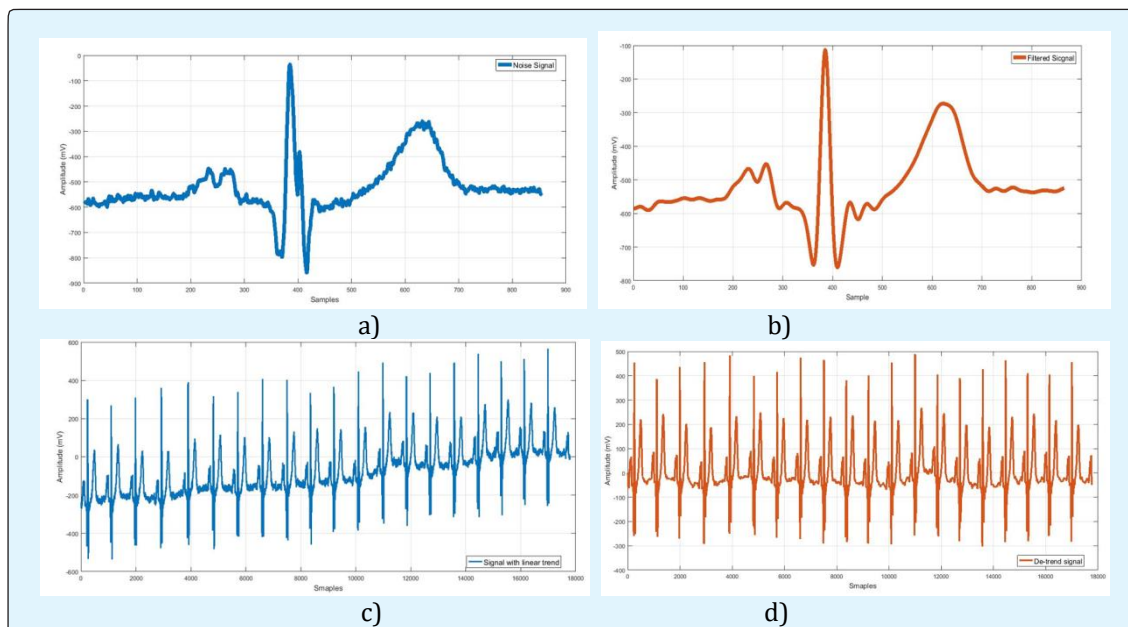 0
-100
-200
-300
-400
-500
-600
-700
-800
-900
Amplitude (mV)
Noise Signal
0 100 200 300 400 500 600 700 800 900
Samples
a)
-100
-200
-300
-400
-500
-600
-700
-800
Amplitude (mV)
Filtered Sicgnal
0 100 200 300 400 500 600 700 800 900
Sample
b)
600
400
200
0
-200
-400
-600
Amplitude (mV)
Signal with linear trend
0 2000 4000 6000 8000 10000 12000 14000 16000 18000
Smaples
c)
500
400
300
200
100
0
-100
-200
-300
-400
Amplitude (mV)
De-trend signal
0 2000 4000 6000 8000 10000 12000 14000 16000 18000
Smaples
d)